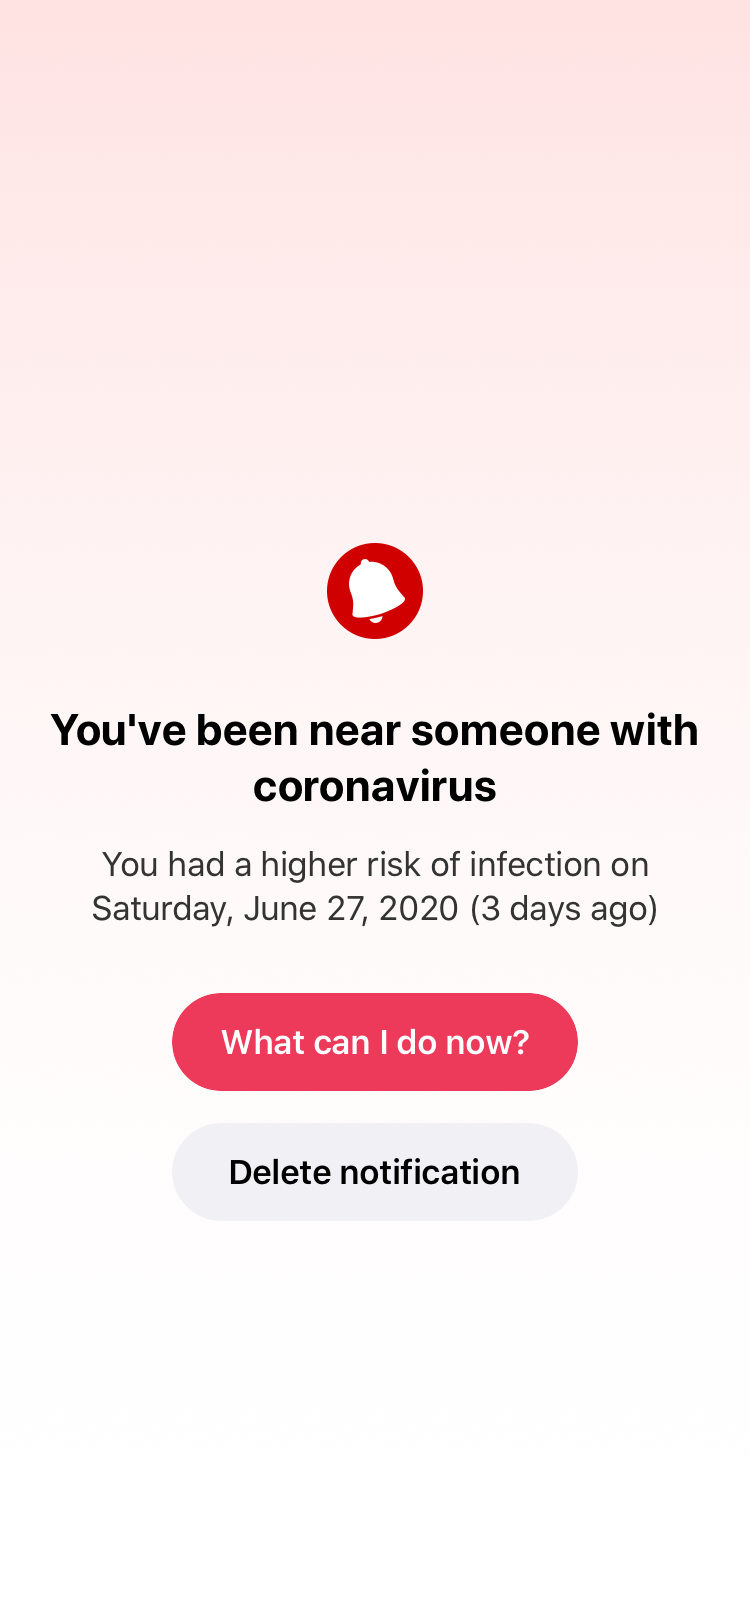 You've been near someone with
coronavirus
You had a higher risk of infection on
Saturday, June 27, 2020 (3 days ago)
What can I do now?
Delete notification